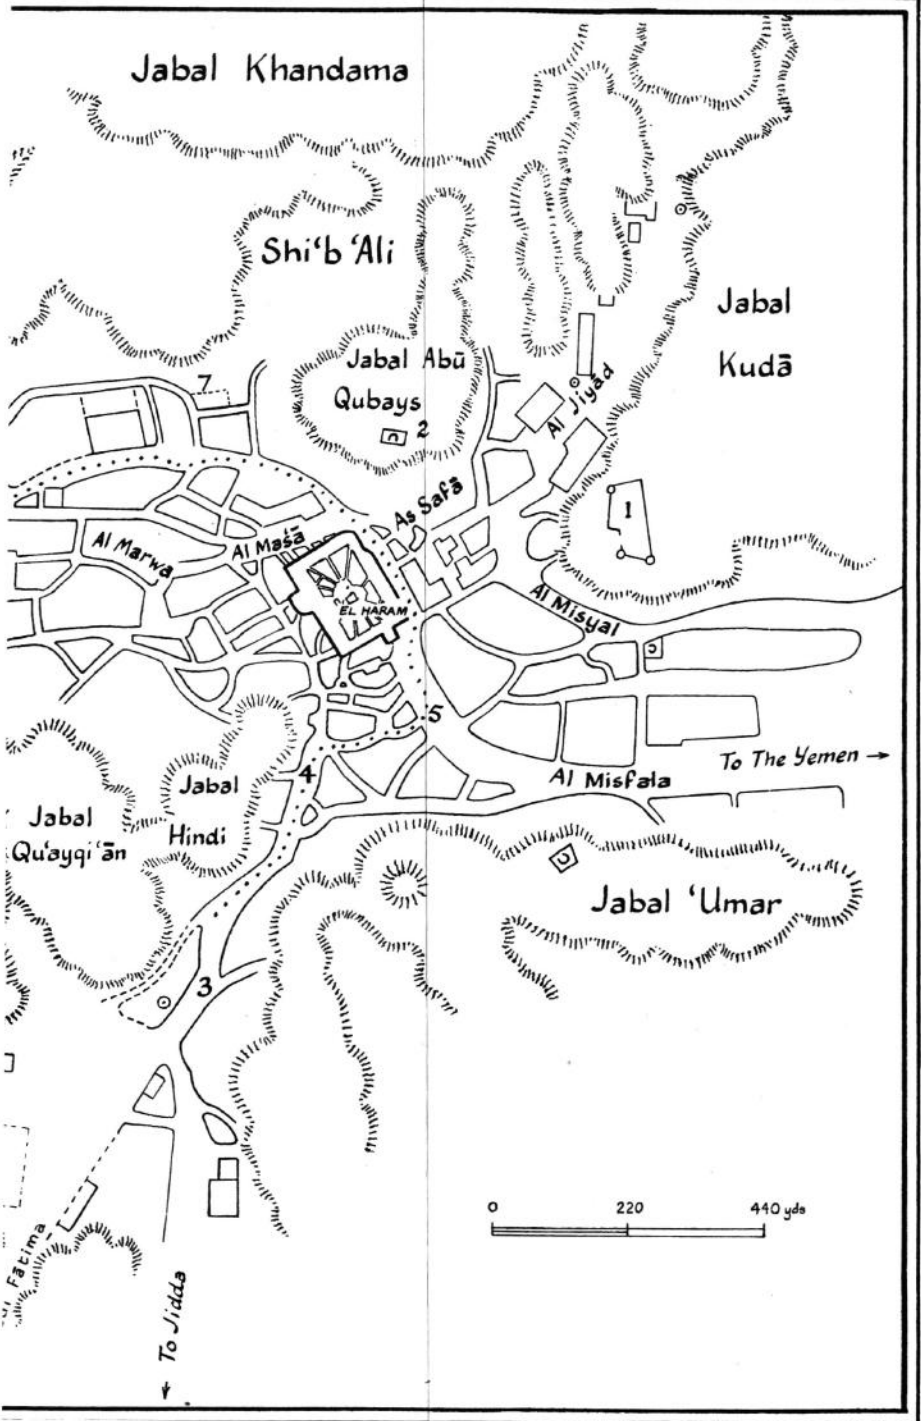 Jabal Khandama
Shi‘b ‘Ali
Jabal
Kudā
Jabal Abū
Qubays
7
2
Al Jiyād
As Safā
1
Al Marwa
Al Maśā
EL HARAM
Al Misyal
5
4
To The Yemen →
Al Misfala
Jabal
Hindi
Jabal
Qu‘ayqi‘ān
Jabal ‘Umar
3
0 220 440 yds
Fātima
To Jidda